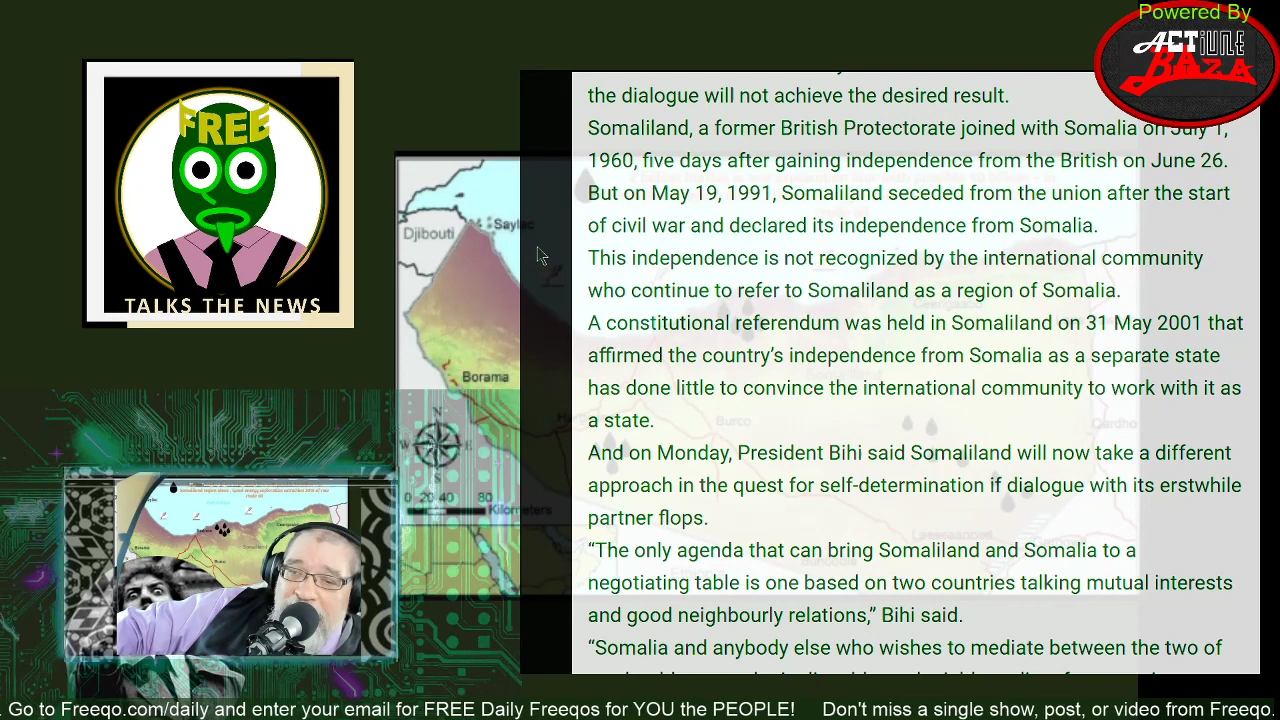 Powered By
ACTiUNE
BAZA
FREE
TALKS THE NEWS
the dialogue will not achieve the desired result.
Somaliland, a former British Protectorate joined with Somalia on July 1,
1960, five days after gaining independence from the British on June 26.
But on May 19, 1991, Somaliland seceded from the union after the start
of civil war and declared its independence from Somalia.
This independence is not recognized by the international community
who continue to refer to Somaliland as a region of Somalia.
A constitutional referendum was held in Somaliland on 31 May 2001 that
affirmed the country's independence from Somalia as a separate state
has done little to convince the international community to work with it as
a state.
And on Monday, President Bihi said Somaliland will now take a different
approach in the quest for self-determination if dialogue with its erstwhile
partner flops.
“The only agenda that can bring Somaliland and Somalia to a
negotiating table is one based on two countries talking mutual interests
and good neighbourly relations,” Bihi said.
“Somalia and anybody else who wishes to mediate between the two of
Saylac
Djibouti
Borama
Burco
N
W
E
S
0 20 40 80
Kilometers
. Go to Freeqo.com/daily and enter your email for FREE Daily Freeqos for YOU the PEOPLE! Don't miss a single show, post, or video from Freeqo.